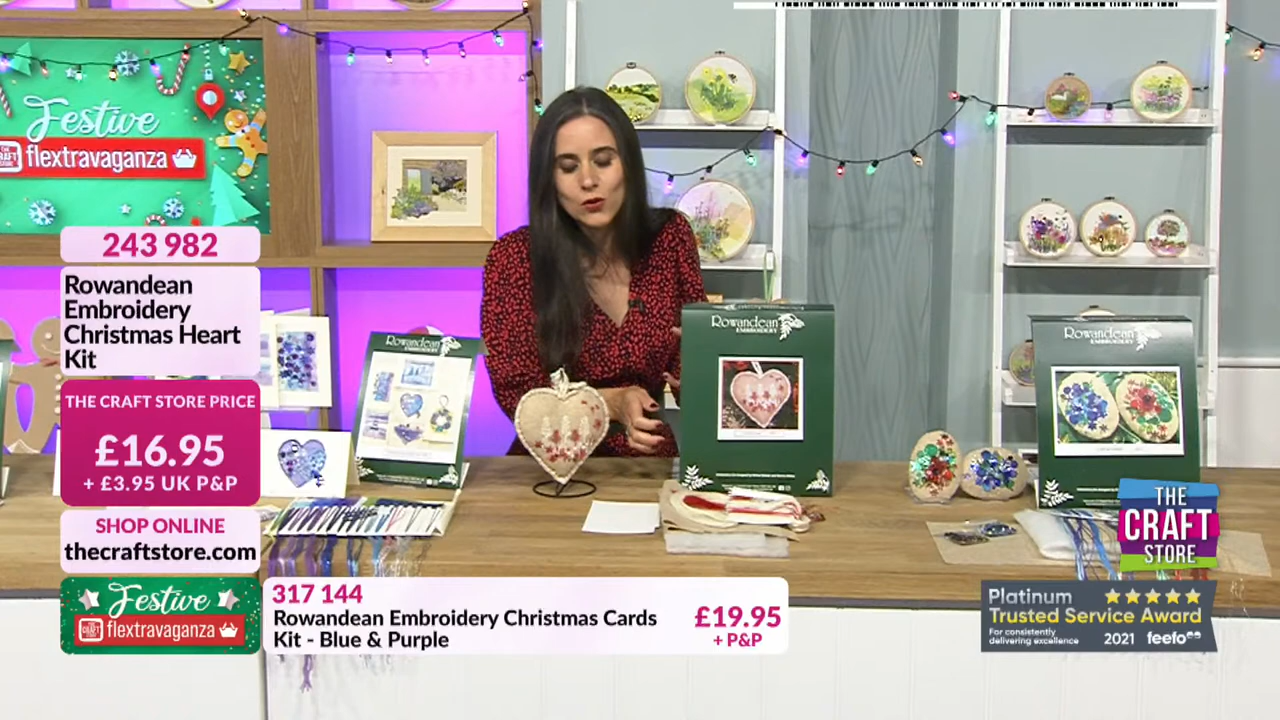 Festive
THE CRAFT STORE flextravaganza
243 982
Rowandean
Embroidery
Christmas Heart
Kit
THE CRAFT STORE PRICE
£16.95
+ £3.95 UK P&P
SHOP ONLINE
thecraftstore.com
Festive
flextravaganza
317 144
Rowandean Embroidery Christmas Cards
Kit - Blue & Purple
£19.95
+ P&P
Rowandean
Rowandean
EMBROIDERY
Rowandean
EMBROIDERY
THE
CRAFT
STORE
Platinum
Trusted Service Award
For consistently
delivering excellence
2021 feefo